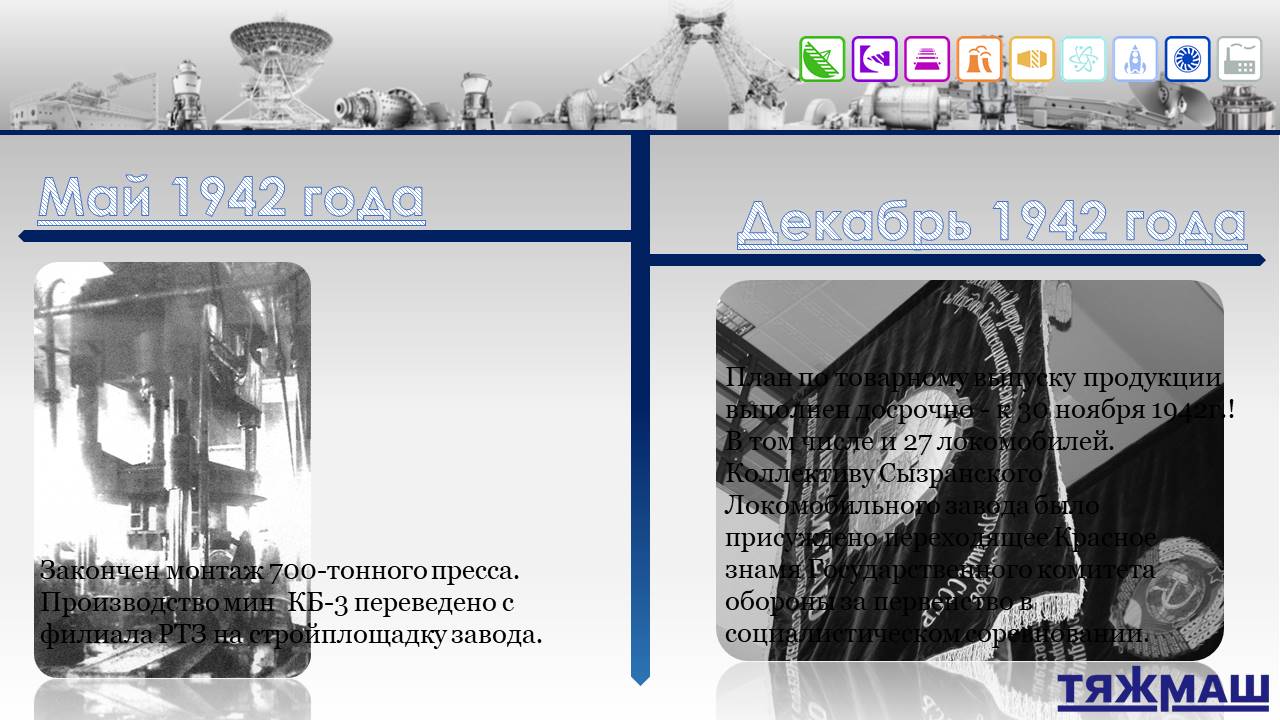 Май 1942 года
Закончен монтаж 700-тонного пресса.
Производство мин КБ-3 переведено с
филиала РТЗ на стройплощадку завода.
Декабрь 1942 года
План по товарному выпуску продукции
выполнен досрочно - к 30 ноября 1942г.!
В том числе и 27 локомобилей.
Коллективу Сызранского
Локомобильного завода было
присуждено переходящее Красное
знамя Государственного комитета
обороны за первенство в
социалистическом соревновании.
ТЯЖМАШ